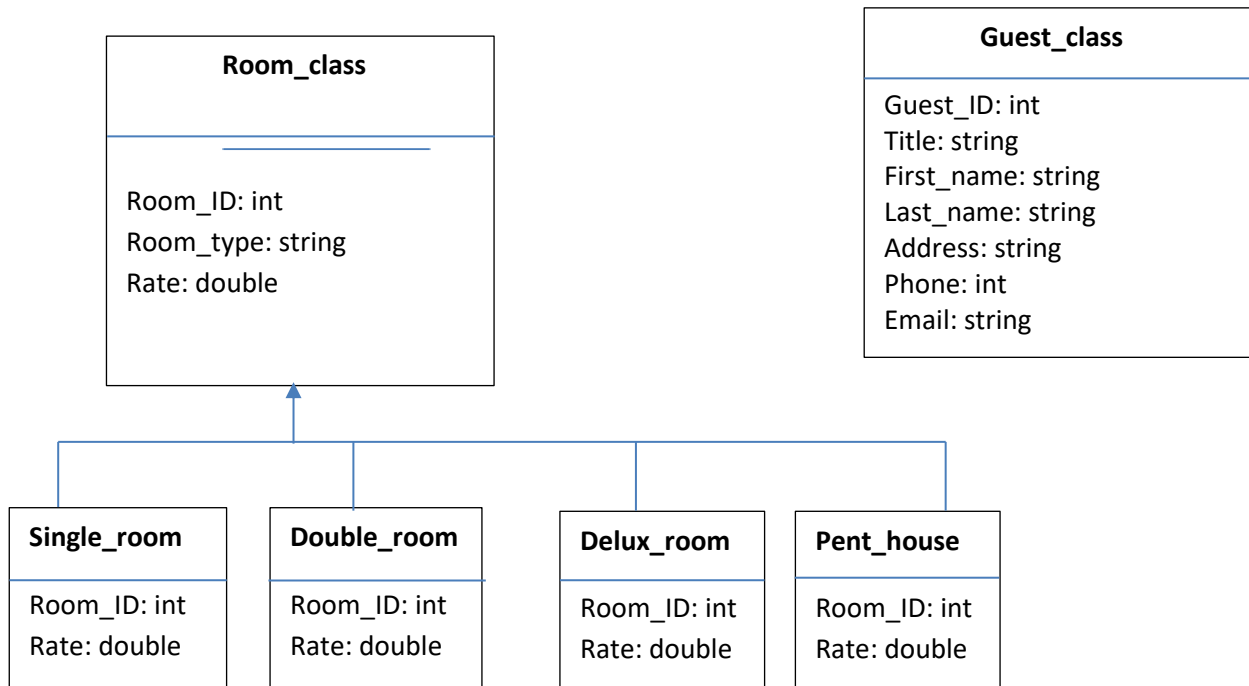 Room_class
Room_ID: int
Room_type: string
Rate: double
Guest_class
Guest_ID: int
Title: string
First_name: string
Last_name: string
Address: string
Phone: int
Email: string
Single_room
Room_ID: int
Rate: double
Double_room
Room_ID: int
Rate: double
Delux_room
Room_ID: int
Rate: double
Pent_house
Room_ID: int
Rate: double